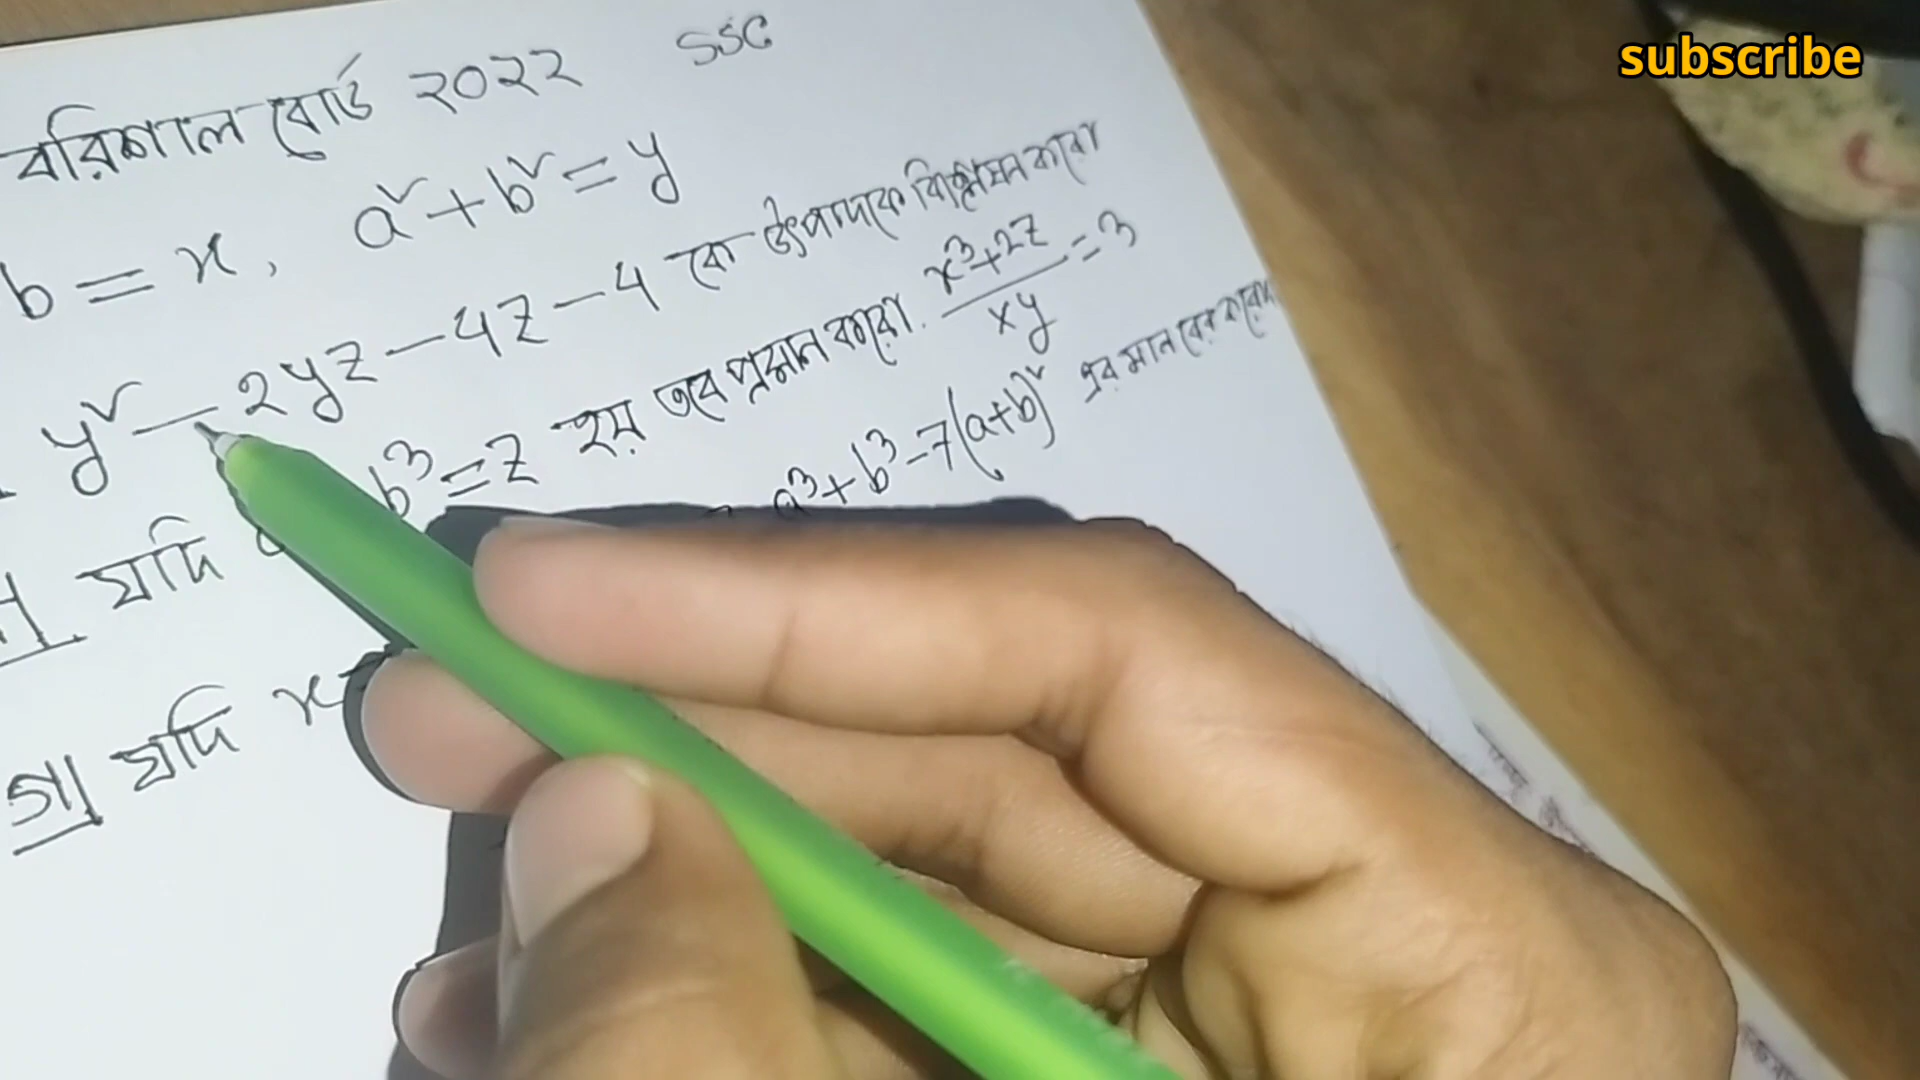 subscribe
বরিশাল বোর্ড ২০২২ SSC
b = x, a² + b² = y
y² - 2yz - 4z - 4 কে উৎপাদকে বিশ্লেষন করো
যদি b³ = z হয় তবে প্রমান করো. (x³+2z)/(xy) = 3
গ। যদি x a³ + b³ - 7(a+b)² এর মান বের করো